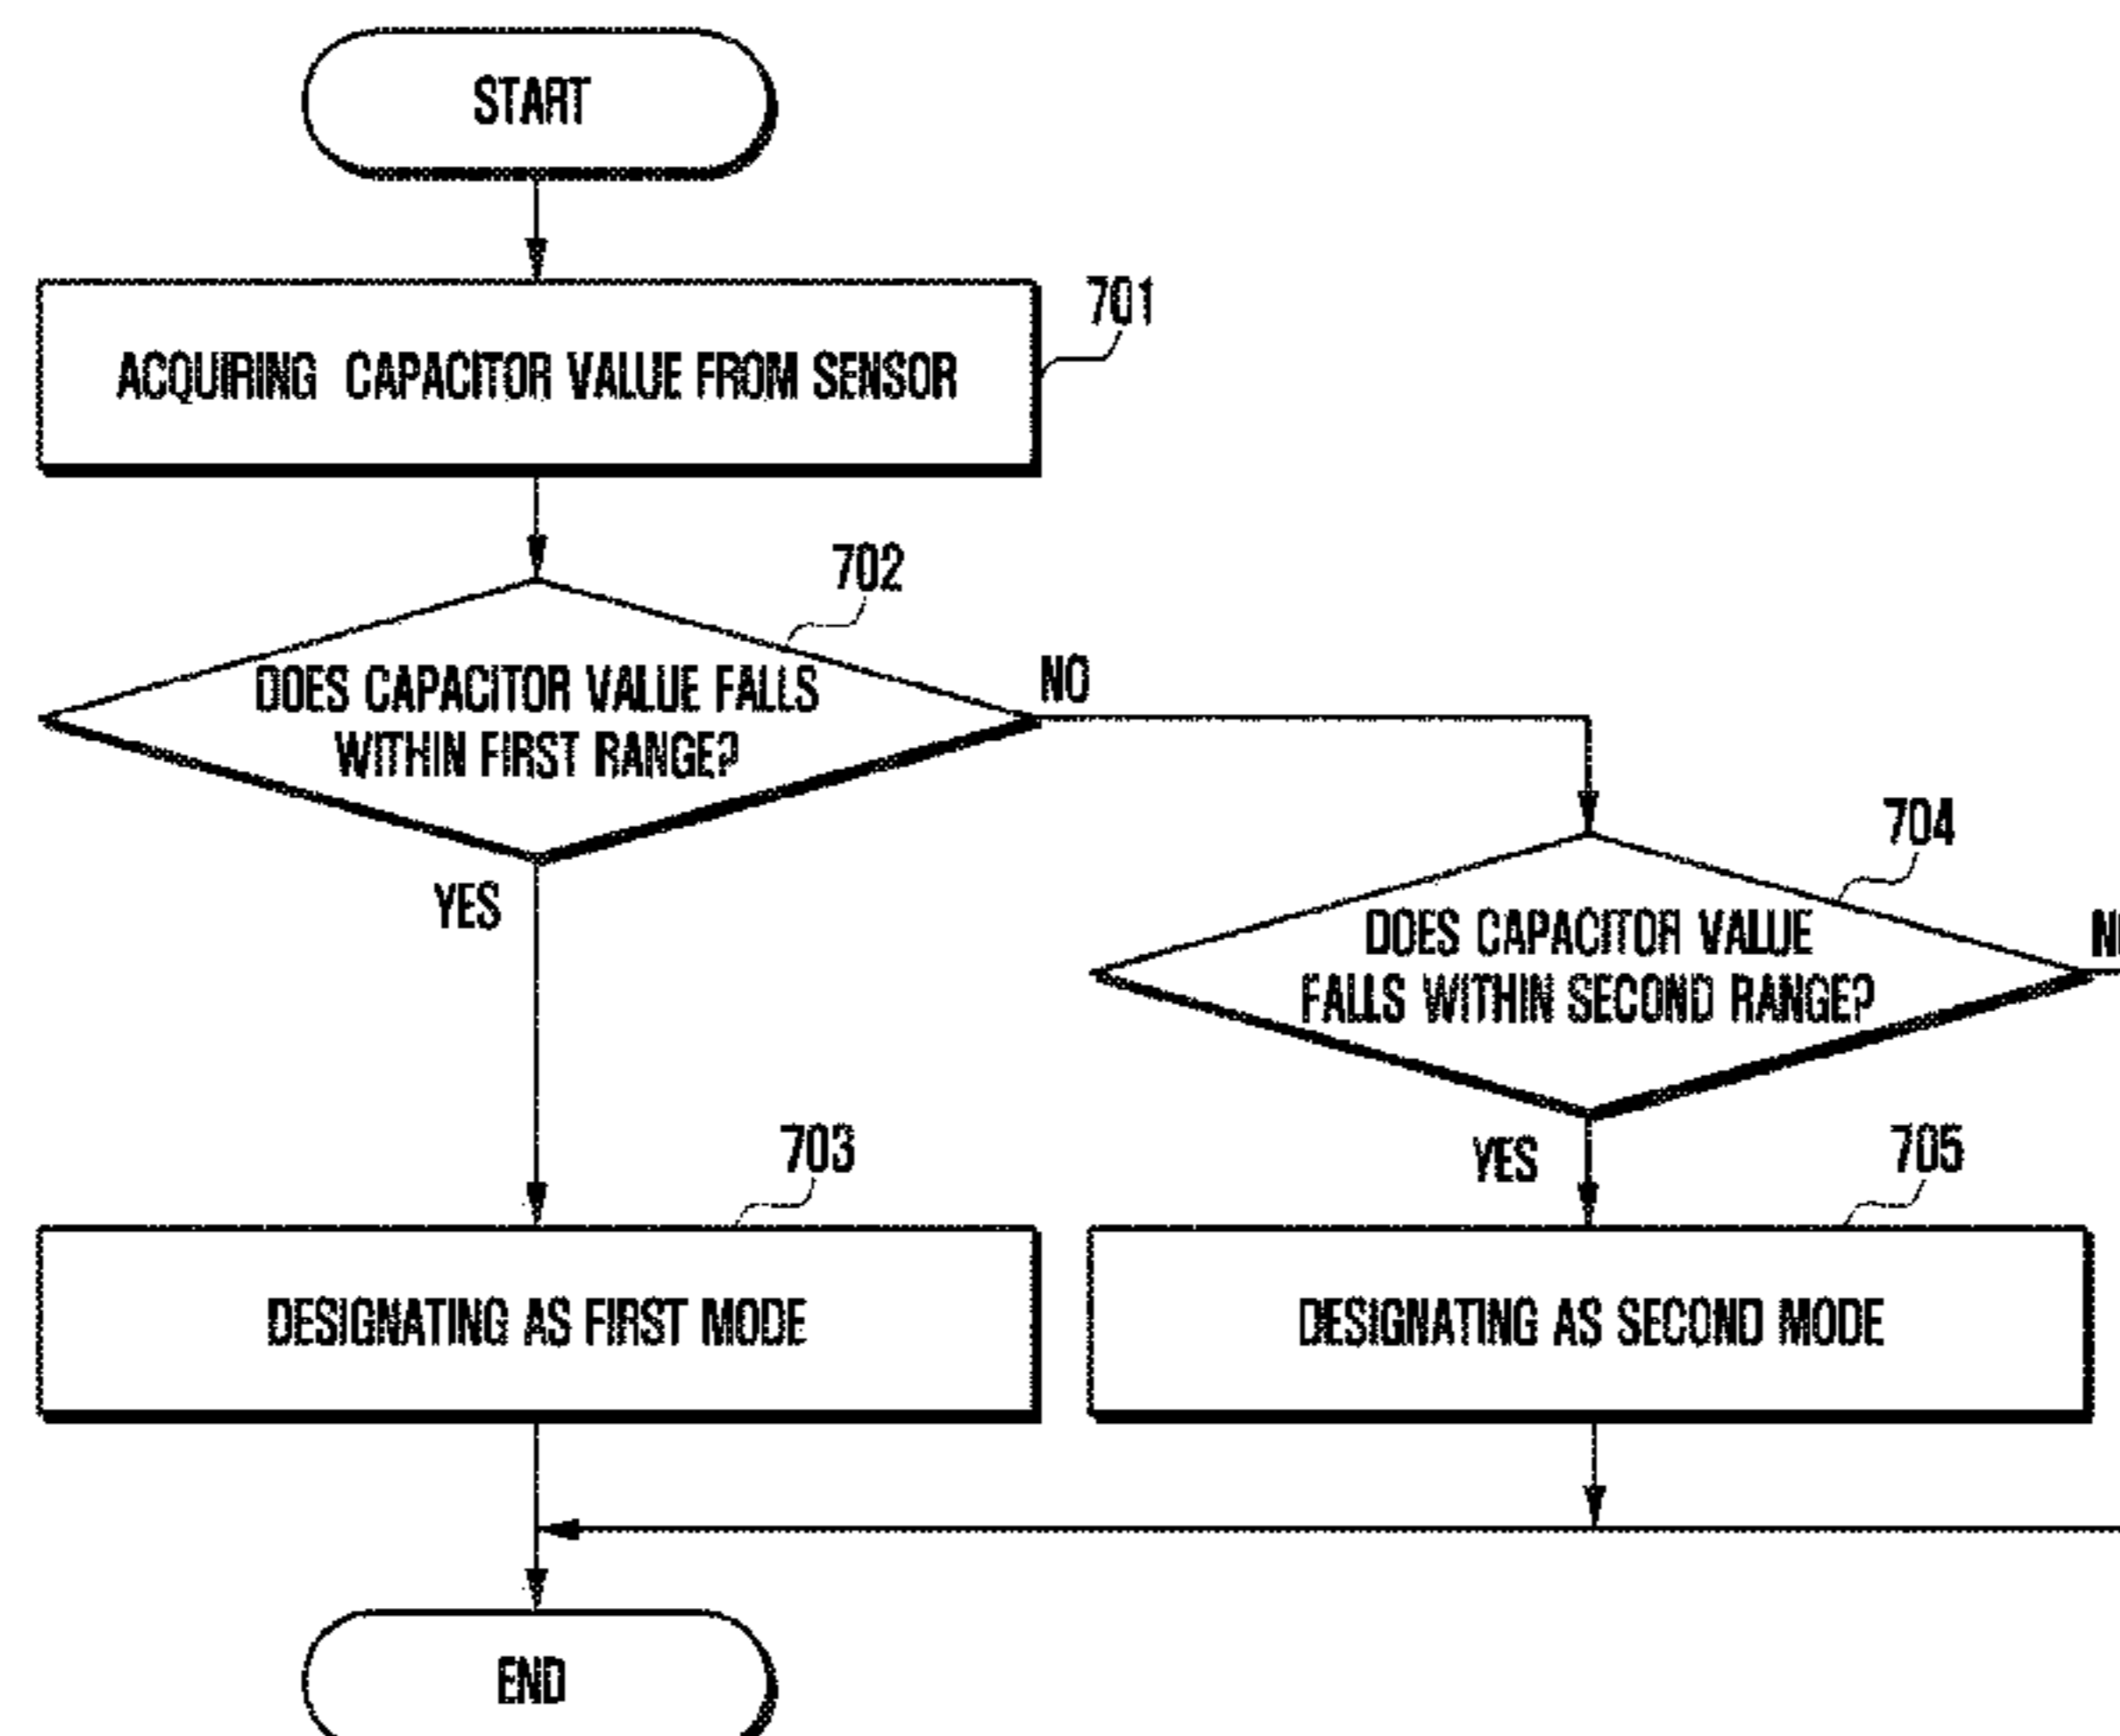 START
701
ACQUIRING CAPACITOR VALUE FROM SENSOR
702
DOES CAPACITOR VALUE FALLS
WITHIN FIRST RANGE?
NO
YES
704
DOES CAPACITOR VALUE
FALLS WITHIN SECOND RANGE?
YES
703
DESIGNATING AS FIRST MODE
705
DESIGNATING AS SECOND MODE
END